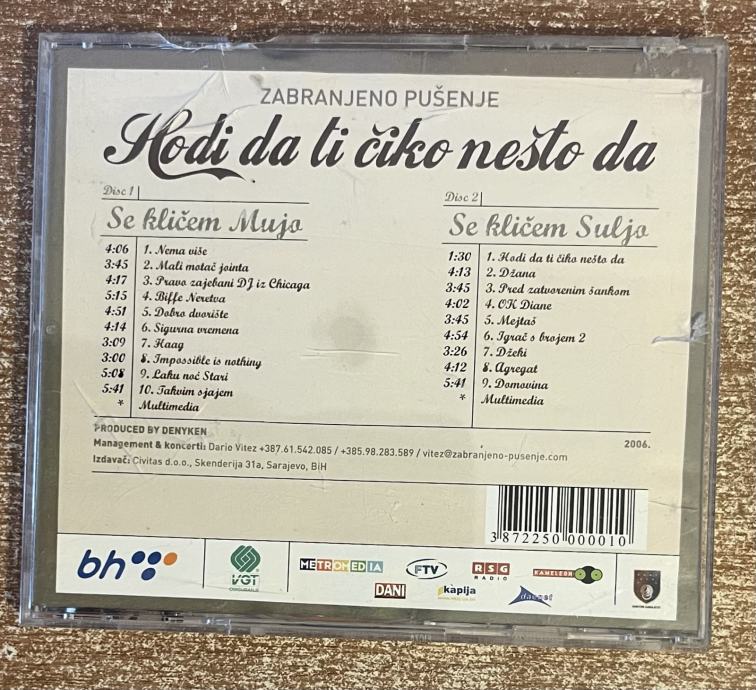 ZABRANJENO PUŠENJE
Hodi da ti čiko nešto da
Disc 1
Se kličem Mujo
4:06 1. Nema više
3:45 2. Mali motač jointa
4:17 3. Pravo zajebani DJ iz Chicaga
5:15 4. Biffe Neretva
4:51 5. Dobro dvorište
4:14 6. Sigurna vremena
3:09 7. Haag
3:00 8. Impossible is nothing
5:08 9. Laku noć Stari
5:41 10. Takvim sjajem
* Multimedia
Disc 2
Se kličem Suljo
1:30 1. Hodi da ti čiko nešto da
4:13 2. Džana
3:45 3. Pred zatvorenim šankom
4:02 4. OK Diane
3:45 5. Mejtaš
4:54 6. Igrač s brojem 2
3:26 7. Džeki
4:12 8. Agregat
5:41 9. Domovina
* Multimedia
PRODUCED BY DENYKEN
2006.
Management & koncerti: Dario Vitez +387.61.542.085 / +385.98.283.589 / vitez@zabranjeno-pusenje.com
Izdavač: Civitas d.o.o., Skenderija 31a, Sarajevo, BiH
3 872250 000010
bh
VGT
OSIGURANJE
METROMEDIA
FTV
RSG
RADIO
KAMELEON
DANI
kapija